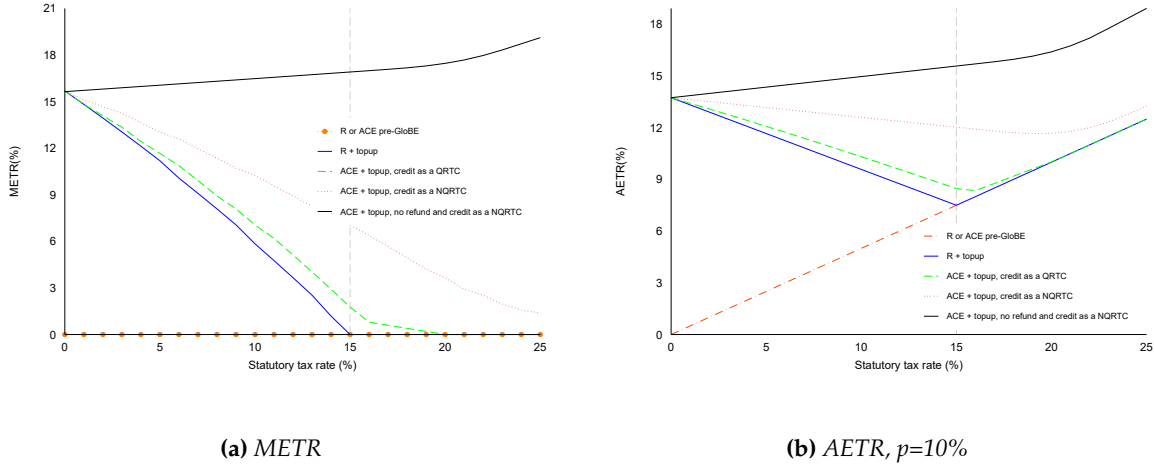 21
18
15
12
9
6
3
0
METR(%)
R or ACE pre-GloBE
R + topup
ACE + topup, credit as a QRTC
ACE + topup, credit as a NQRTC
ACE + topup, no refund and credit as a NQRTC
0 5 10 15 20 25
Statutory tax rate (%)
(a) METR
18
15
12
9
6
3
0
AETR(%)
R or ACE pre-GloBE
R + topup
ACE + topup, credit as a QRTC
ACE + topup, credit as a NQRTC
ACE + topup, no refund and credit as a NQRTC
0 5 10 15 20 25
Statutory tax rate (%)
(b) AETR, p=10%